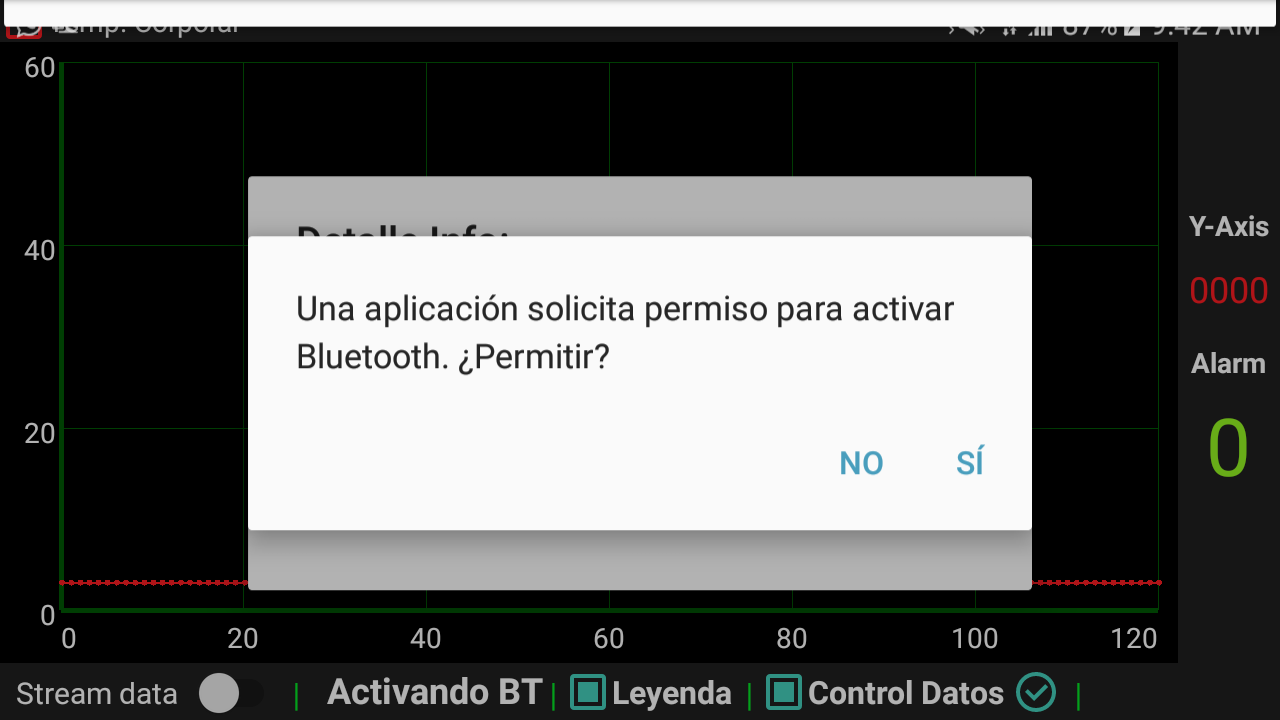 Temp. Corporal
87% 9:42 AM
60
40
20
0
0 20 40 60 80 100 120
Detalle Info:
Una aplicación solicita permiso para activar
Bluetooth. ¿Permitir?
NO SÍ
Y-Axis
0000
Alarm
0
Stream data | Activando BT | Leyenda | Control Datos |